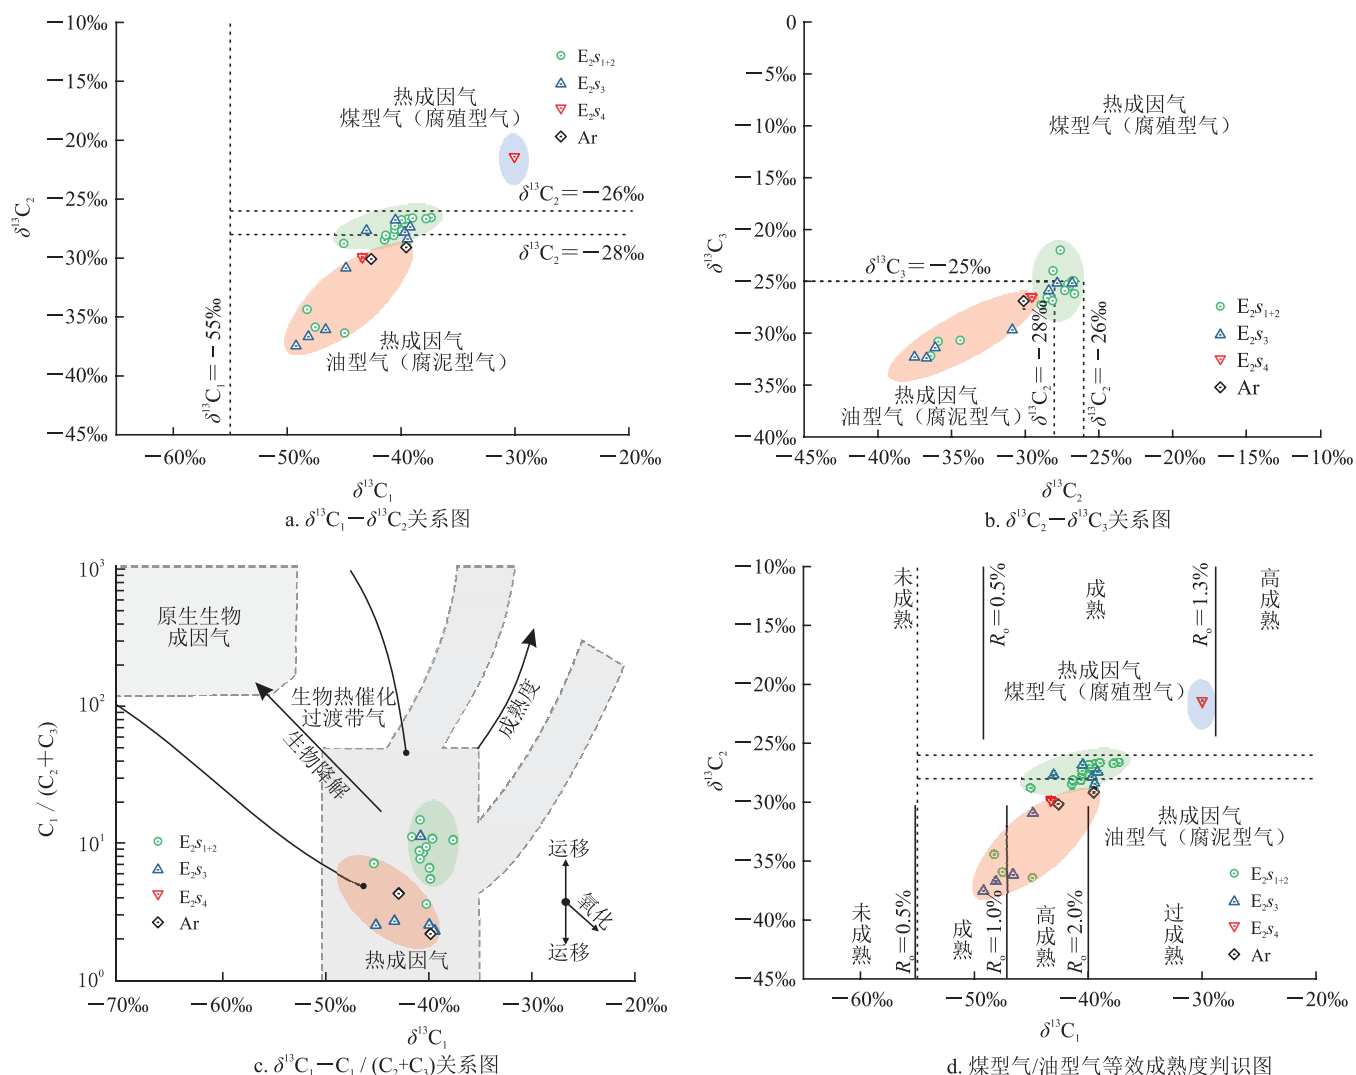 −10‰
−15‰
−20‰
−25‰
−30‰
−35‰
−40‰
−45‰
δ¹³C₂
E₂s₁₊₂
E₂s₃
E₂s₄
Ar
热成因气
煤型气（腐殖型气）
δ¹³C₂＝−26‰
δ¹³C₂＝−28‰
热成因气
油型气（腐泥型气）
δ¹³C₁＝−55‰
−60‰ −50‰ −40‰ −30‰ −20‰
δ¹³C₁
a. δ¹³C₁−δ¹³C₂关系图
0
−5‰
−10‰
−15‰
−20‰
−25‰
−30‰
−35‰
−40‰
δ¹³C₃
热成因气
煤型气（腐殖型气）
δ¹³C₃＝−25‰
E₂s₁₊₂
E₂s₃
E₂s₄
Ar
δ¹³C₂＝−28‰
δ¹³C₂＝−26‰
热成因气
油型气（腐泥型气）
−45‰ −40‰ −35‰ −30‰ −25‰ −20‰ −15‰ −10‰
δ¹³C₂
b. δ¹³C₂−δ¹³C₃关系图
10³
10²
10¹
10⁰
C₁ / (C₂＋C₃)
原生生物
成因气
生物热催化
过渡带气
生物降解
成熟度
E₂s₁₊₂
E₂s₃
E₂s₄
Ar
热成因气
运移
氧化
运移
−70‰ −60‰ −50‰ −40‰ −30‰ −20‰
δ¹³C₁
c. δ¹³C₁−C₁ / (C₂+C₃)关系图
−10‰
−15‰
−20‰
−25‰
−30‰
−35‰
−40‰
−45‰
δ¹³C₂
未成熟
Rₒ＝0.5%
成熟
Rₒ＝1.3%
高成熟
热成因气
煤型气（腐殖型气）
热成因气
油型气（腐泥型气）
E₂s₁₊₂
E₂s₃
E₂s₄
Ar
未成熟
Rₒ＝0.5%
成熟
Rₒ＝1.0%
高成熟
Rₒ＝2.0%
过成熟
−60‰ −50‰ −40‰ −30‰ −20‰
δ¹³C₁
d. 煤型气/油型气等效成熟度判识图